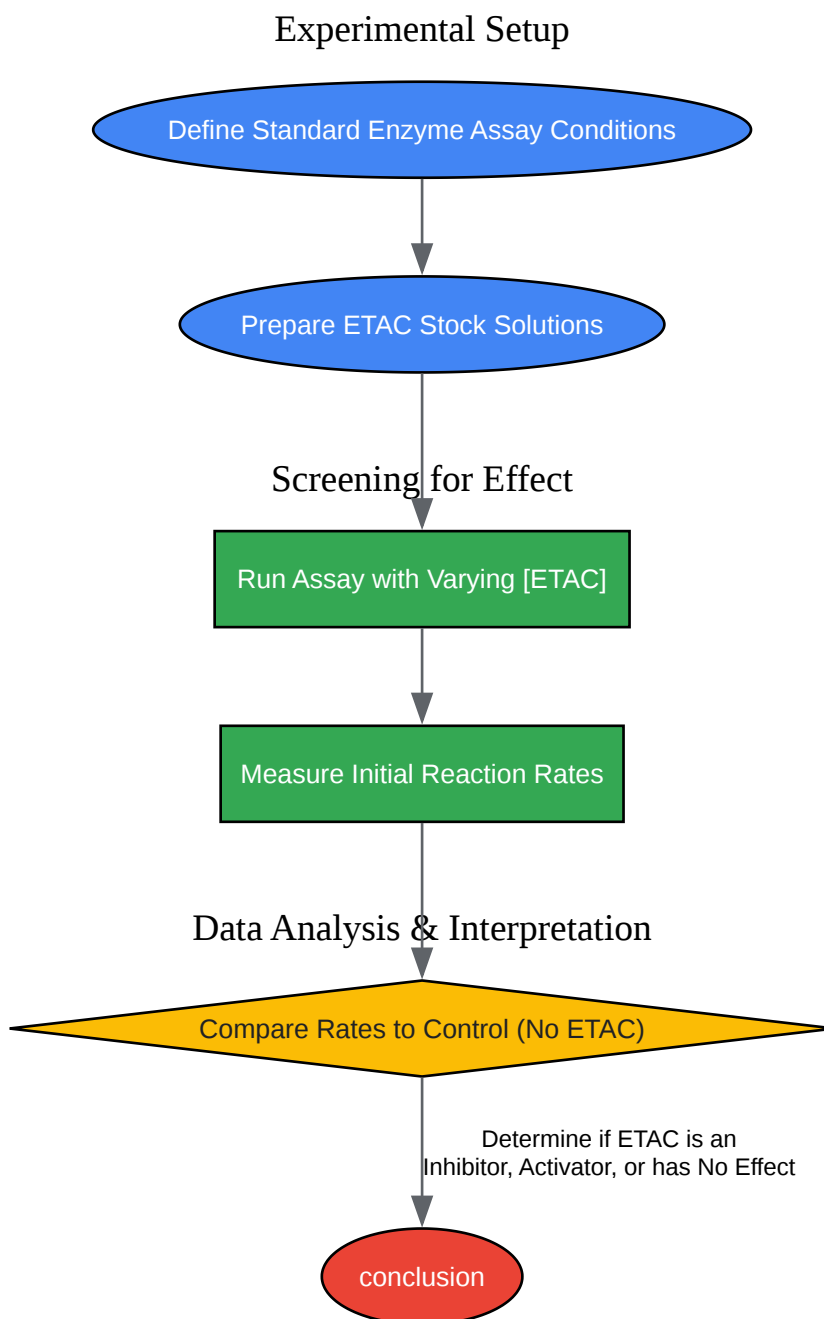 Experimental Setup
Define Standard Enzyme Assay Conditions
Prepare ETAC Stock Solutions
Screening for Effect
Run Assay with Varying [ETAC]
Measure Initial Reaction Rates
Data Analysis & Interpretation
Compare Rates to Control (No ETAC)
Determine if ETAC is an
Inhibitor, Activator, or has No Effect
conclusion